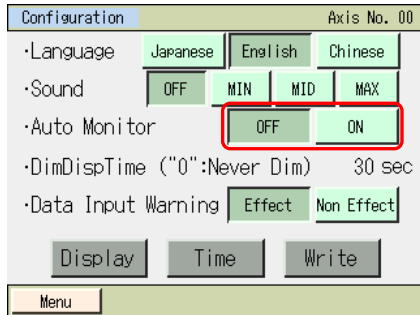 Configuration Axis No. 00
·Language Japanese English Chinese
·Sound OFF MIN MID MAX
·Auto Monitor OFF ON
·DimDispTime ("0":Never Dim) 30 sec
·Data Input Warning Effect Non Effect
Display Time Write
Menu